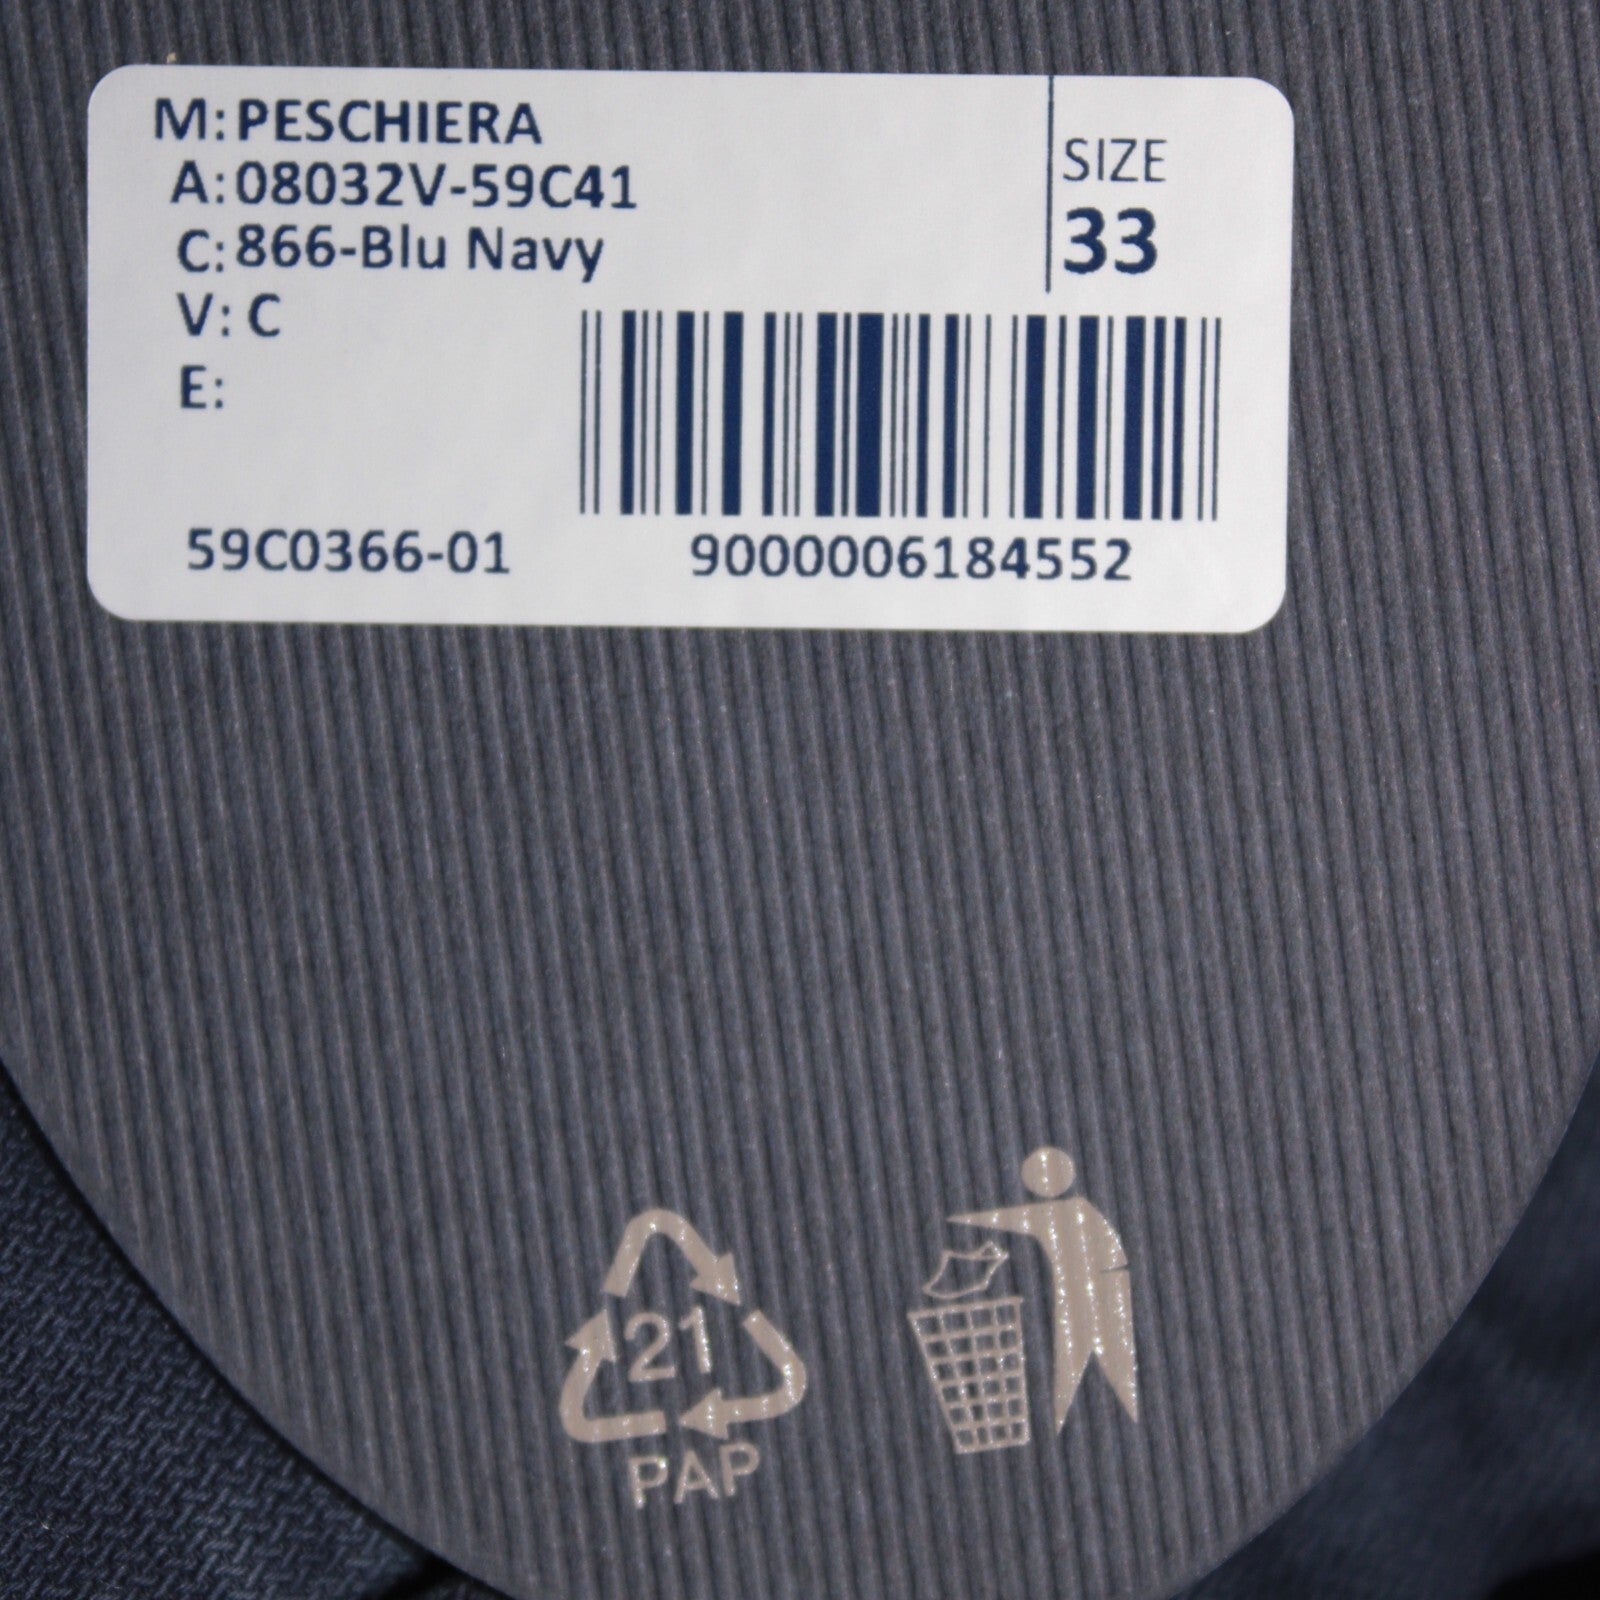 M: PESCHIERA
A: 08032V-59C41
C: 866-Blu Navy
V: C
E:
SIZE
33
59C0366-01
9000006184552
21
PAP